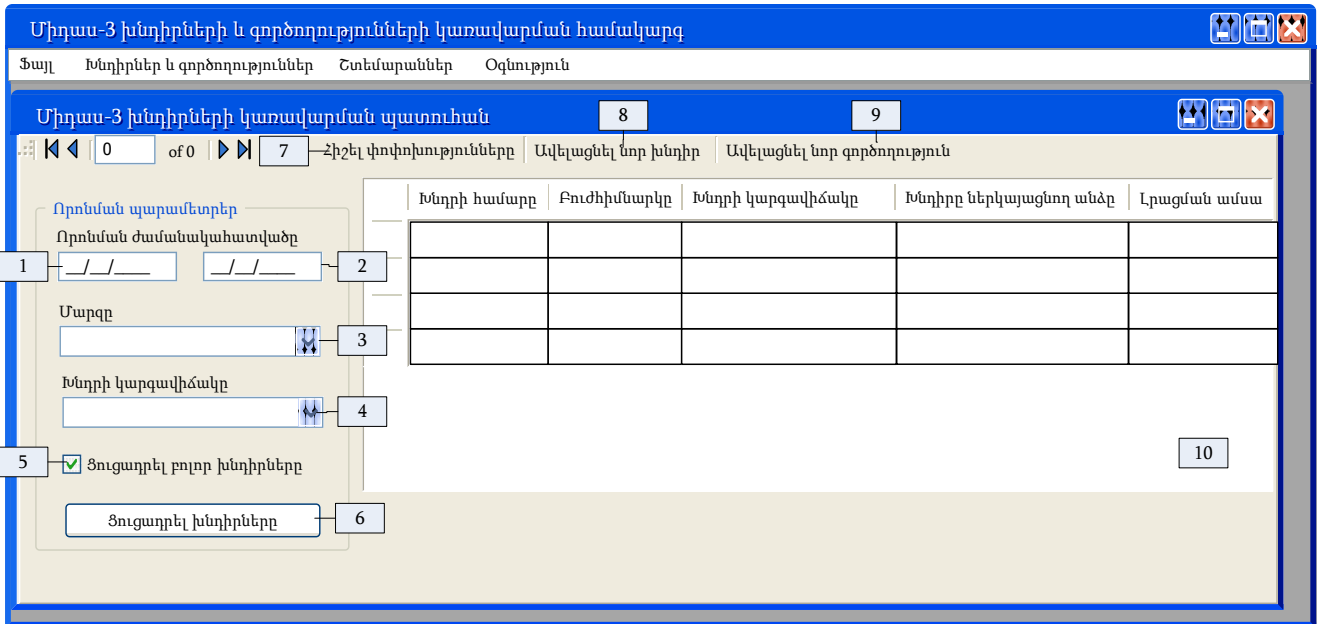 Միդաս-3 խնդիրների և գործողությունների կառավարման համակարգ
Ֆայլ Խնդիրներ և գործողություններ Շտեմարաններ Օգնություն
Միդաս-3 խնդիրների կառավարման պատուհան
8
9
0 of 0 7 Հիշել փոփոխությունները Ավելացնել նոր խնդիր Ավելացնել նոր գործողություն
Խնդրի համարը Բուժհիմնարկը Խնդրի կարգավիճակը Խնդիրը ներկայացնող անձը Լրացման ամսա
Որոնման պարամետրեր
Որոնման ժամանակահատվածը
1 __/__/____ __/__/____ 2
Մարզը
3
Խնդրի կարգավիճակը
4
5 Ցուցադրել բոլոր խնդիրները
10
Ցուցադրել խնդիրները 6